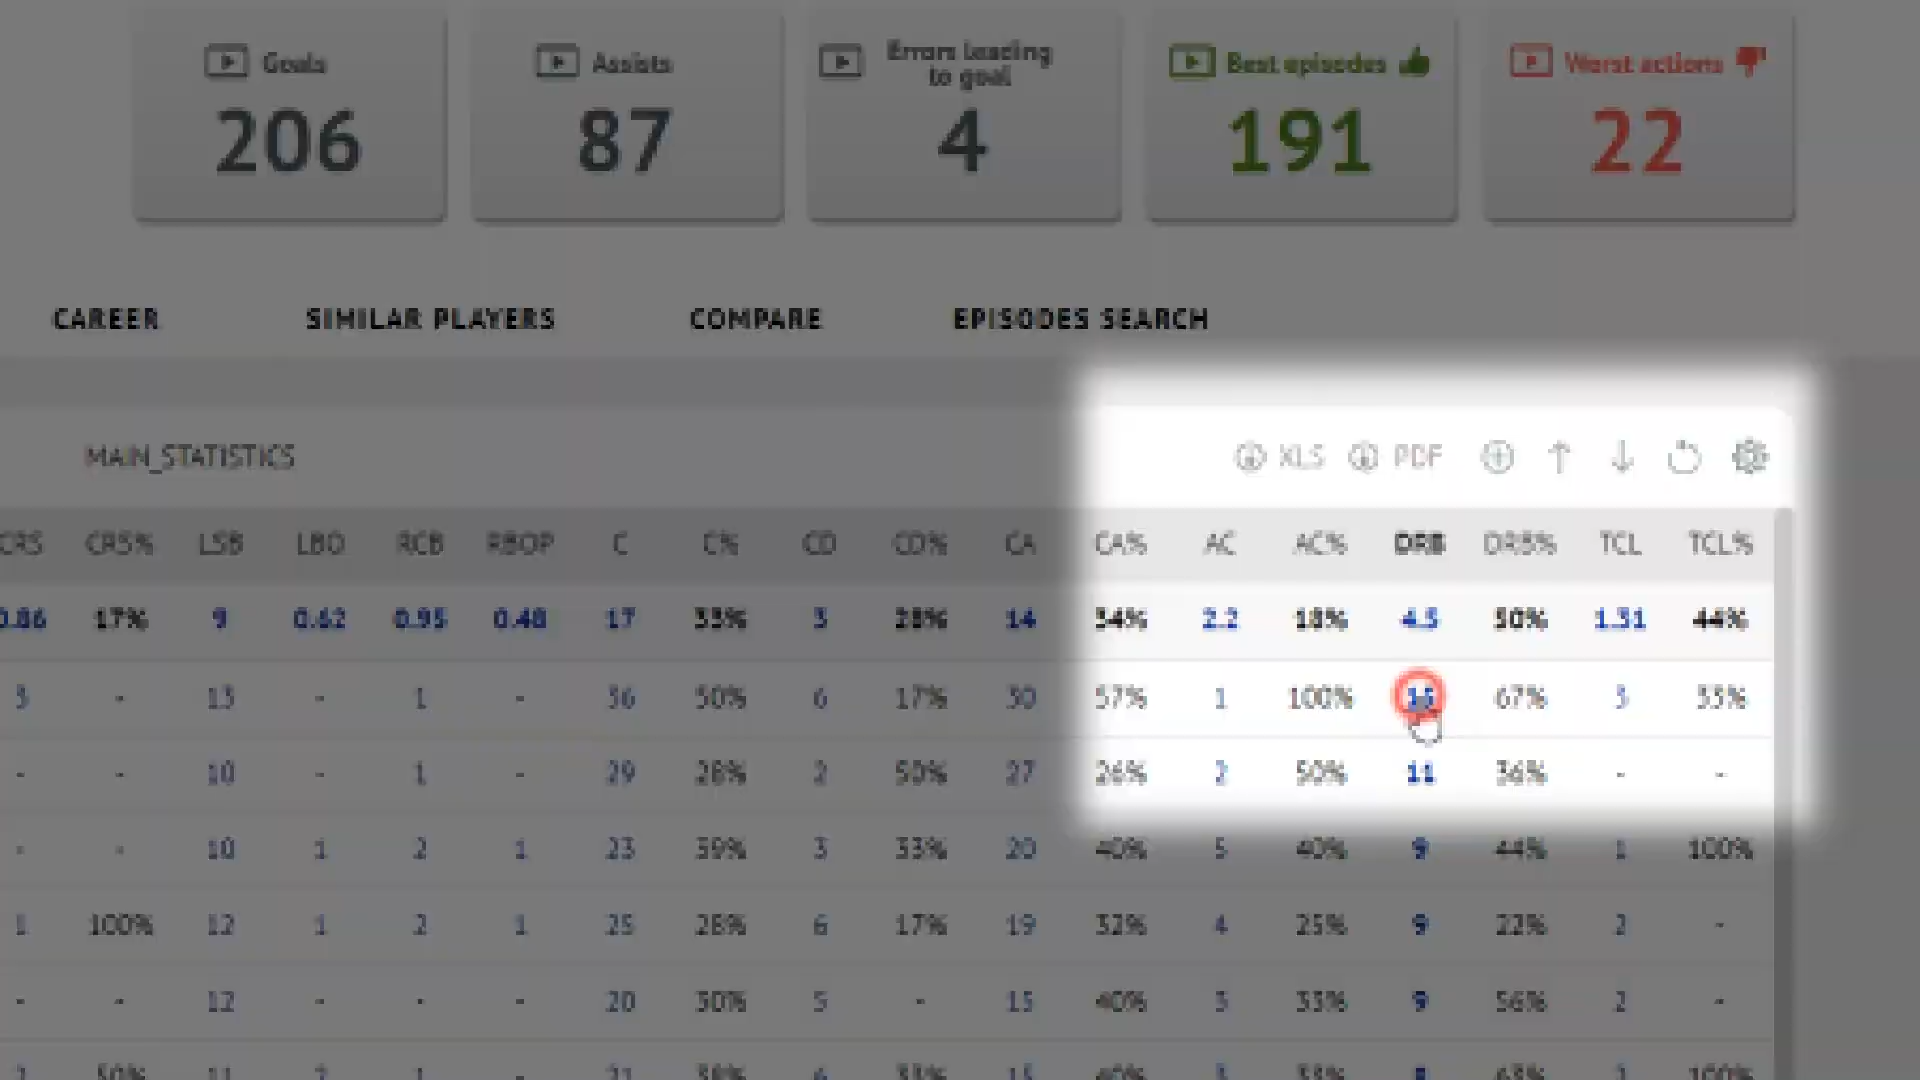 Goals
206
Assists
87
Errors leading
to goal
4
Best episodes
191
Worst actions
22
CAREER SIMILAR PLAYERS COMPARE EPISODES SEARCH
MAIN_STATISTICS XLS PDF
CRS CRS% LSB LBO RCB RBOP C C% CD CD% CA CA% AC AC% DRB DRB% TCL TCL%
0.86 17% 9 0.62 0.95 0.48 17 33% 3 28% 14 34% 2.2 18% 4.5 50% 1.31 44%
3 - 13 - 1 - 36 50% 6 17% 30 57% 1 100% 15 67% 3 33%
- - 10 - 1 - 29 28% 2 50% 27 26% 2 50% 11 36% - -
- - 10 1 2 1 23 39% 3 33% 20 40% 5 40% 9 44% 1 100%
1 100% 12 1 2 1 25 28% 6 17% 19 32% 4 25% 9 22% 2 -
- - 12 - - - 20 30% 5 - 15 40% 3 33% 9 56% 2 -